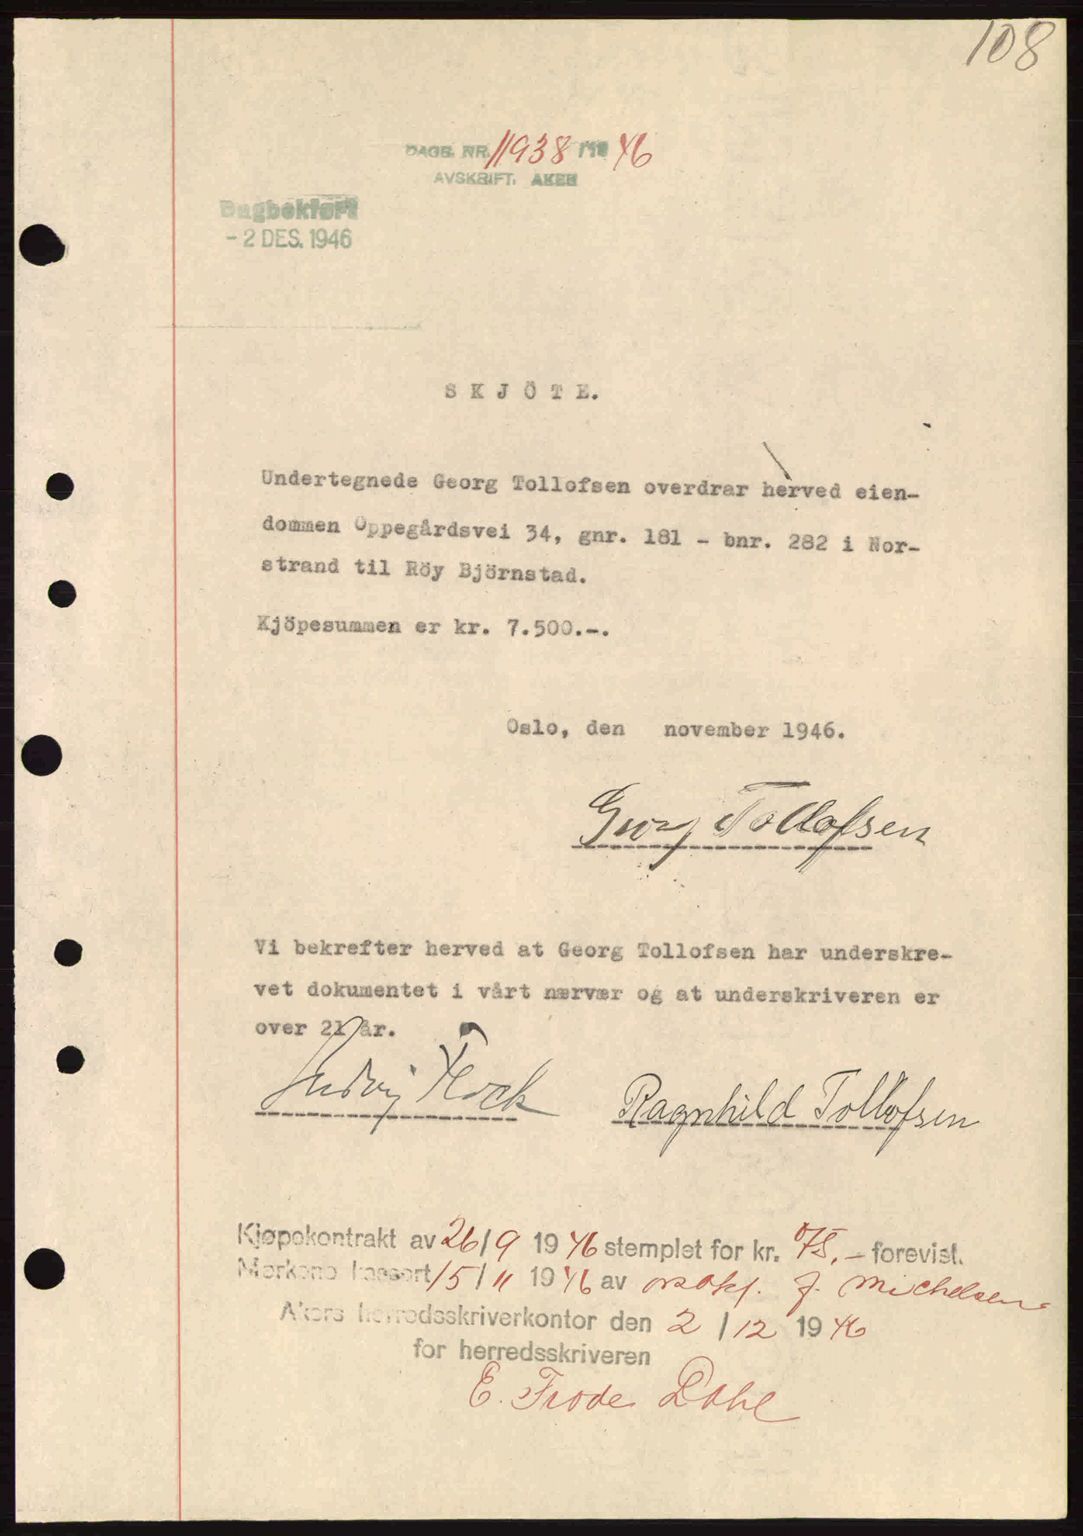 108
DAGB. NR. 11938 /19 46
AVSKRIFT. AKER
Dagbokført
- 2 DES. 1946
SKJÖTE.
Undertegnede Georg Tollofsen overdrar herved eien-
dommen Oppegårdsvei 34, gnr. 181 - bnr. 282 i Nor-
strand til Röy Björnstad.
Kjöpesummen er kr. 7.500.-.
Oslo, den november 1946.
Georg Tollofsen
Vi bekrefter herved at Georg Tollofsen har underskre-
vet dokumentet i vårt nærvær og at underskriveren er
over 21 år.
Ludvig Flock Ragnhild Tollofsen
Kjøpekontrakt av 26/9 1946 stemplet for kr. 75,- forevist.
Merkene kassert 15/11 1946 av J. Michelsen
Akers herredsskriverkontor den 2/12 1946
for herredsskriveren
E. Frode Dahl